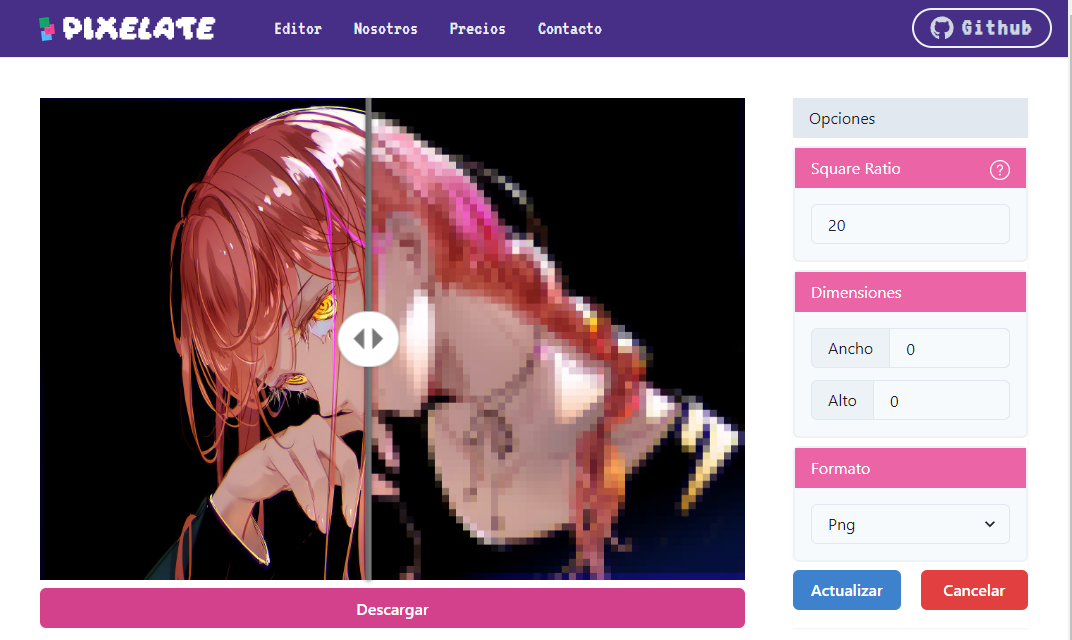 PIXELATE
Editor
Nosotros
Precios
Contacto
Github
Opciones
Square Ratio
?
20
Dimensiones
Ancho
0
Alto
0
Formato
Png
Actualizar
Cancelar
Descargar